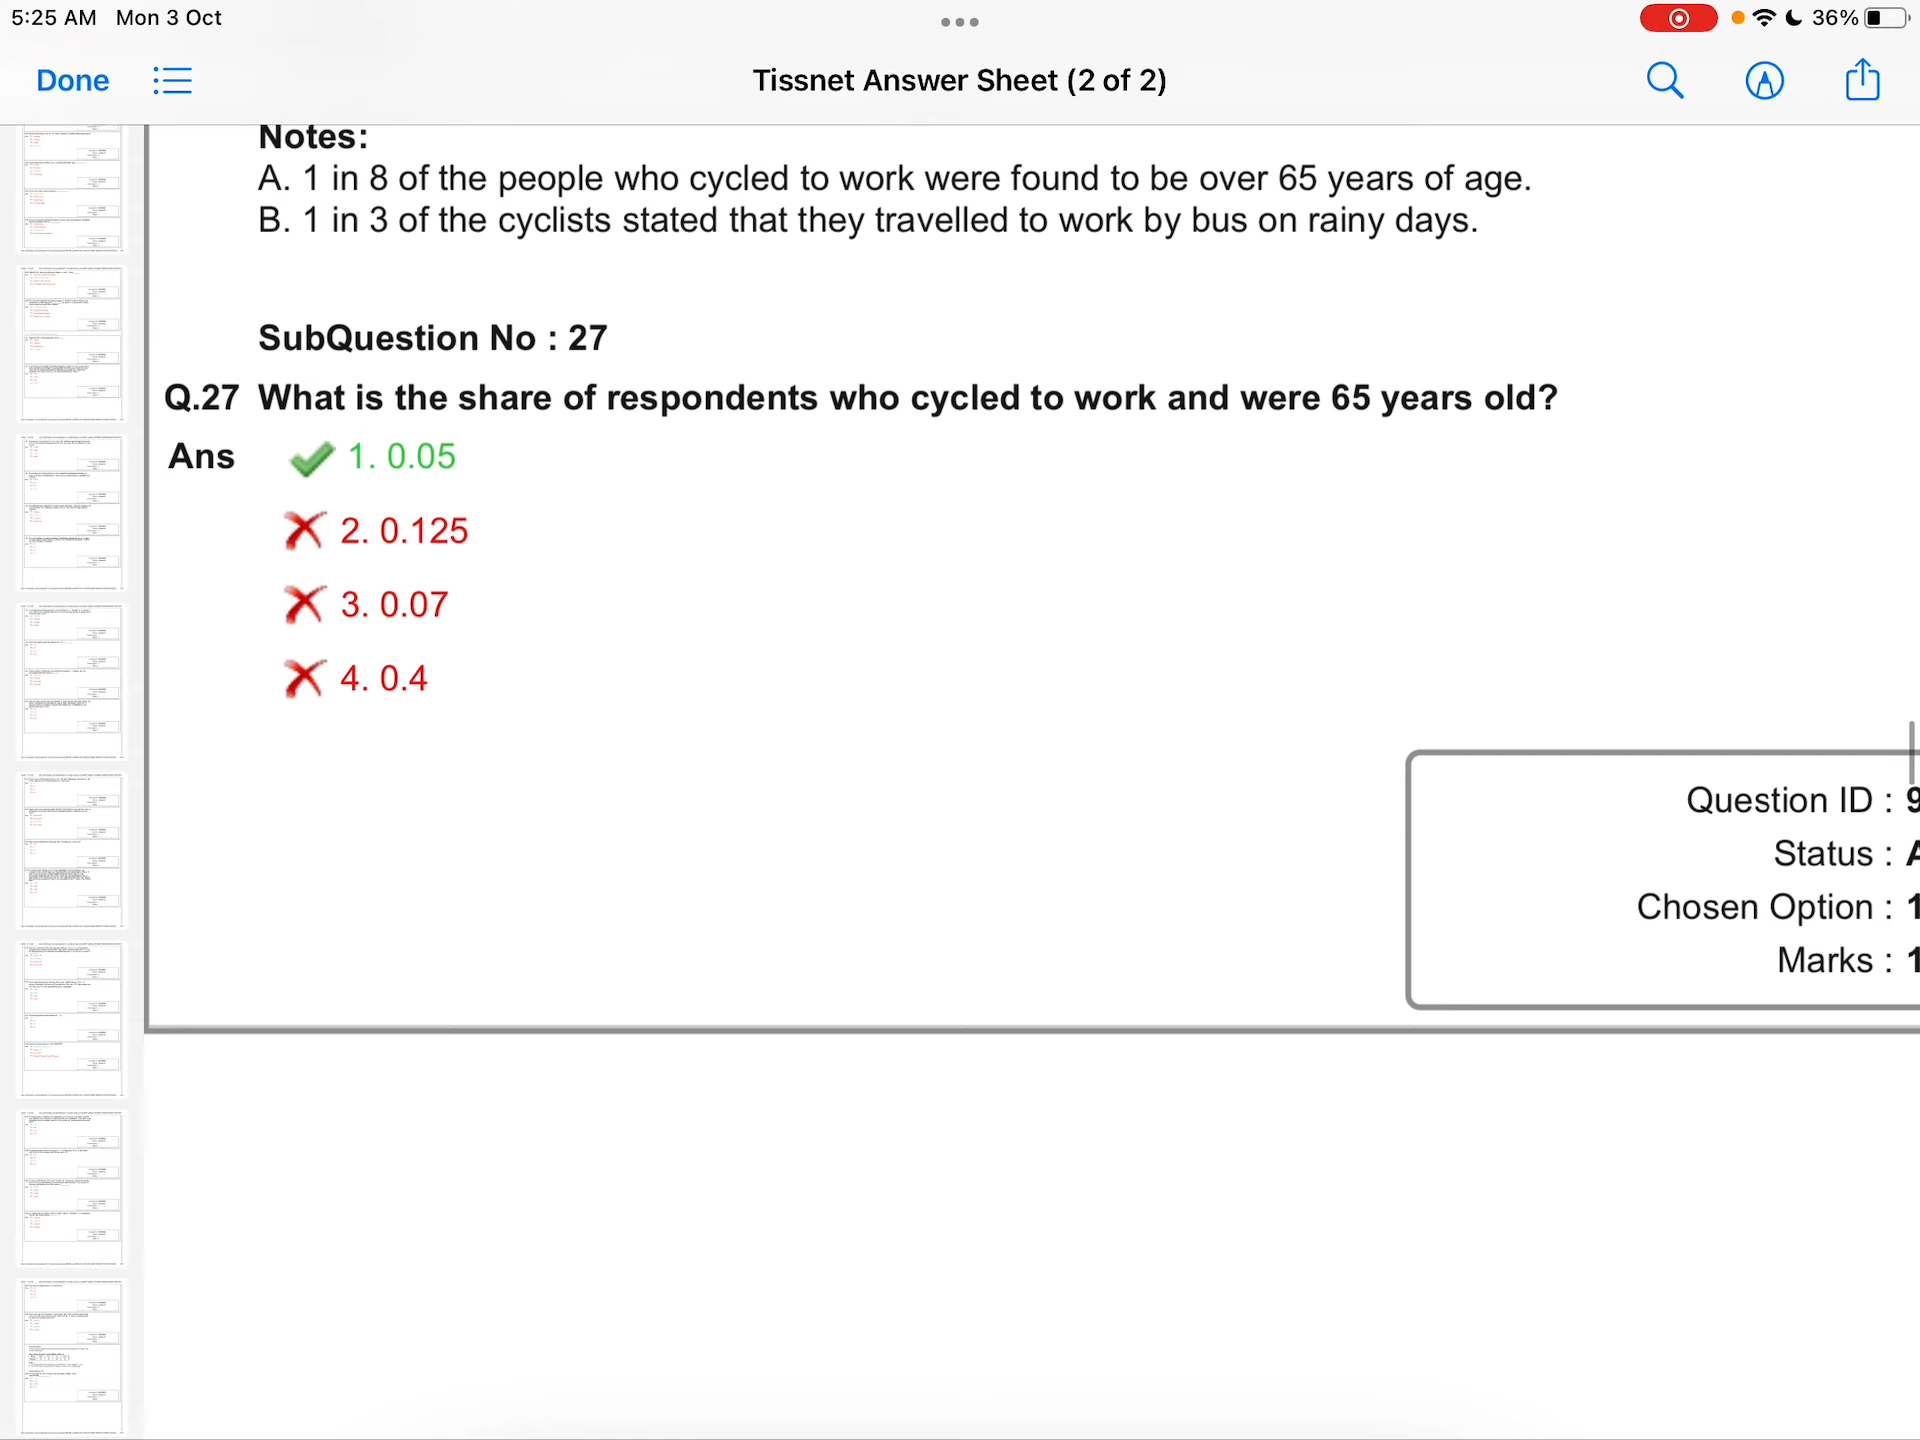 5:25 AM Mon 3 Oct
36%
Done
Tissnet Answer Sheet (2 of 2)
Notes:
A. 1 in 8 of the people who cycled to work were found to be over 65 years of age.
B. 1 in 3 of the cyclists stated that they travelled to work by bus on rainy days.
SubQuestion No : 27
Q.27 What is the share of respondents who cycled to work and were 65 years old?
Ans 1. 0.05
2. 0.125
3. 0.07
4. 0.4
Question ID : 9
Status : A
Chosen Option : 1
Marks : 1